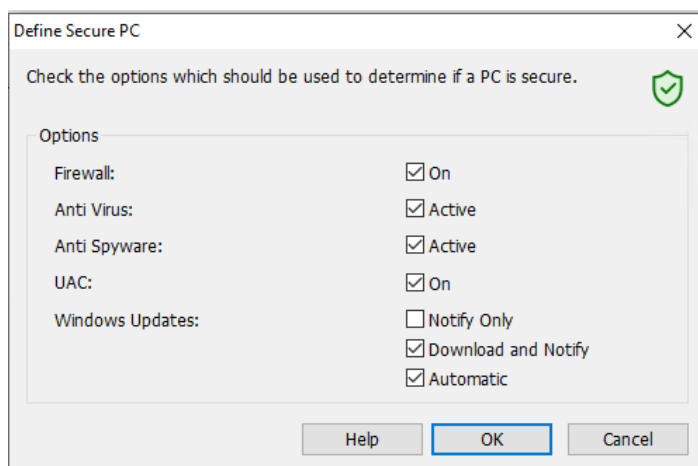 Define Secure PC
Check the options which should be used to determine if a PC is secure.
Options
Firewall: On
Anti Virus: Active
Anti Spyware: Active
UAC: On
Windows Updates: Notify Only
Download and Notify
Automatic
Help OK Cancel